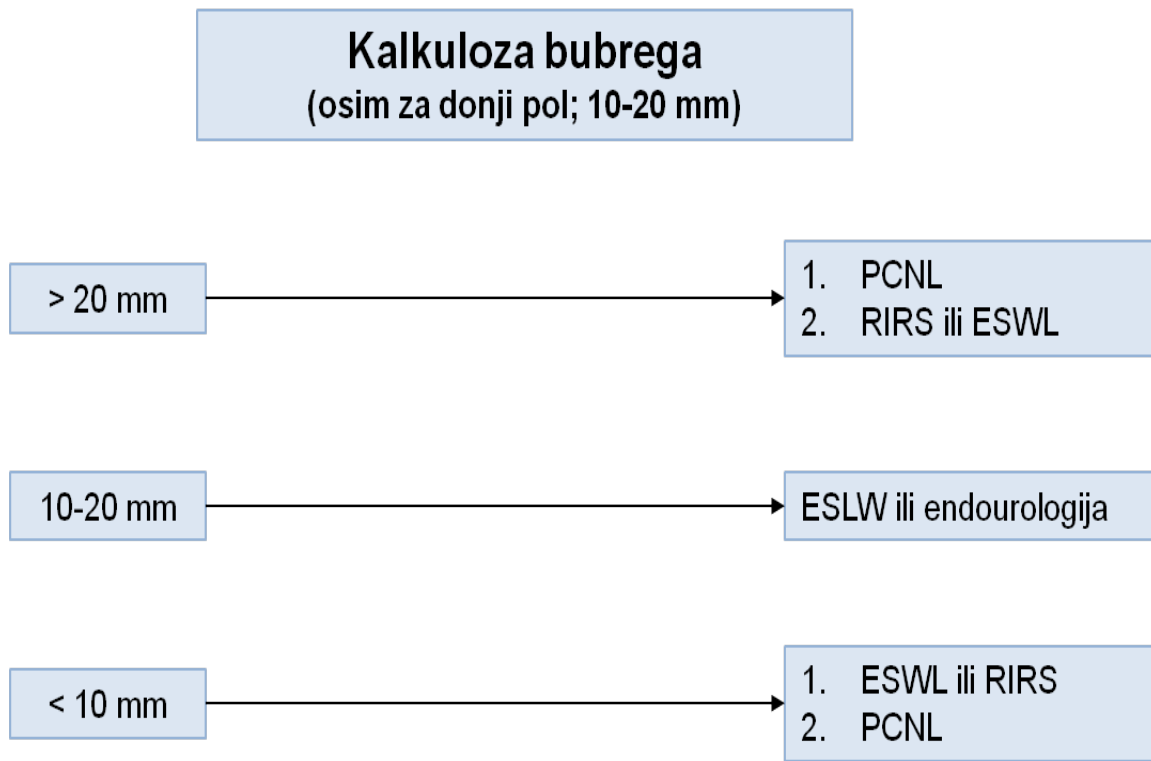 Kalkuloza bubrega
(osim za donji pol; 10-20 mm)
> 20 mm
1. PCNL
2. RIRS ili ESWL
10-20 mm
ESLW ili endourologija
< 10 mm
1. ESWL ili RIRS
2. PCNL